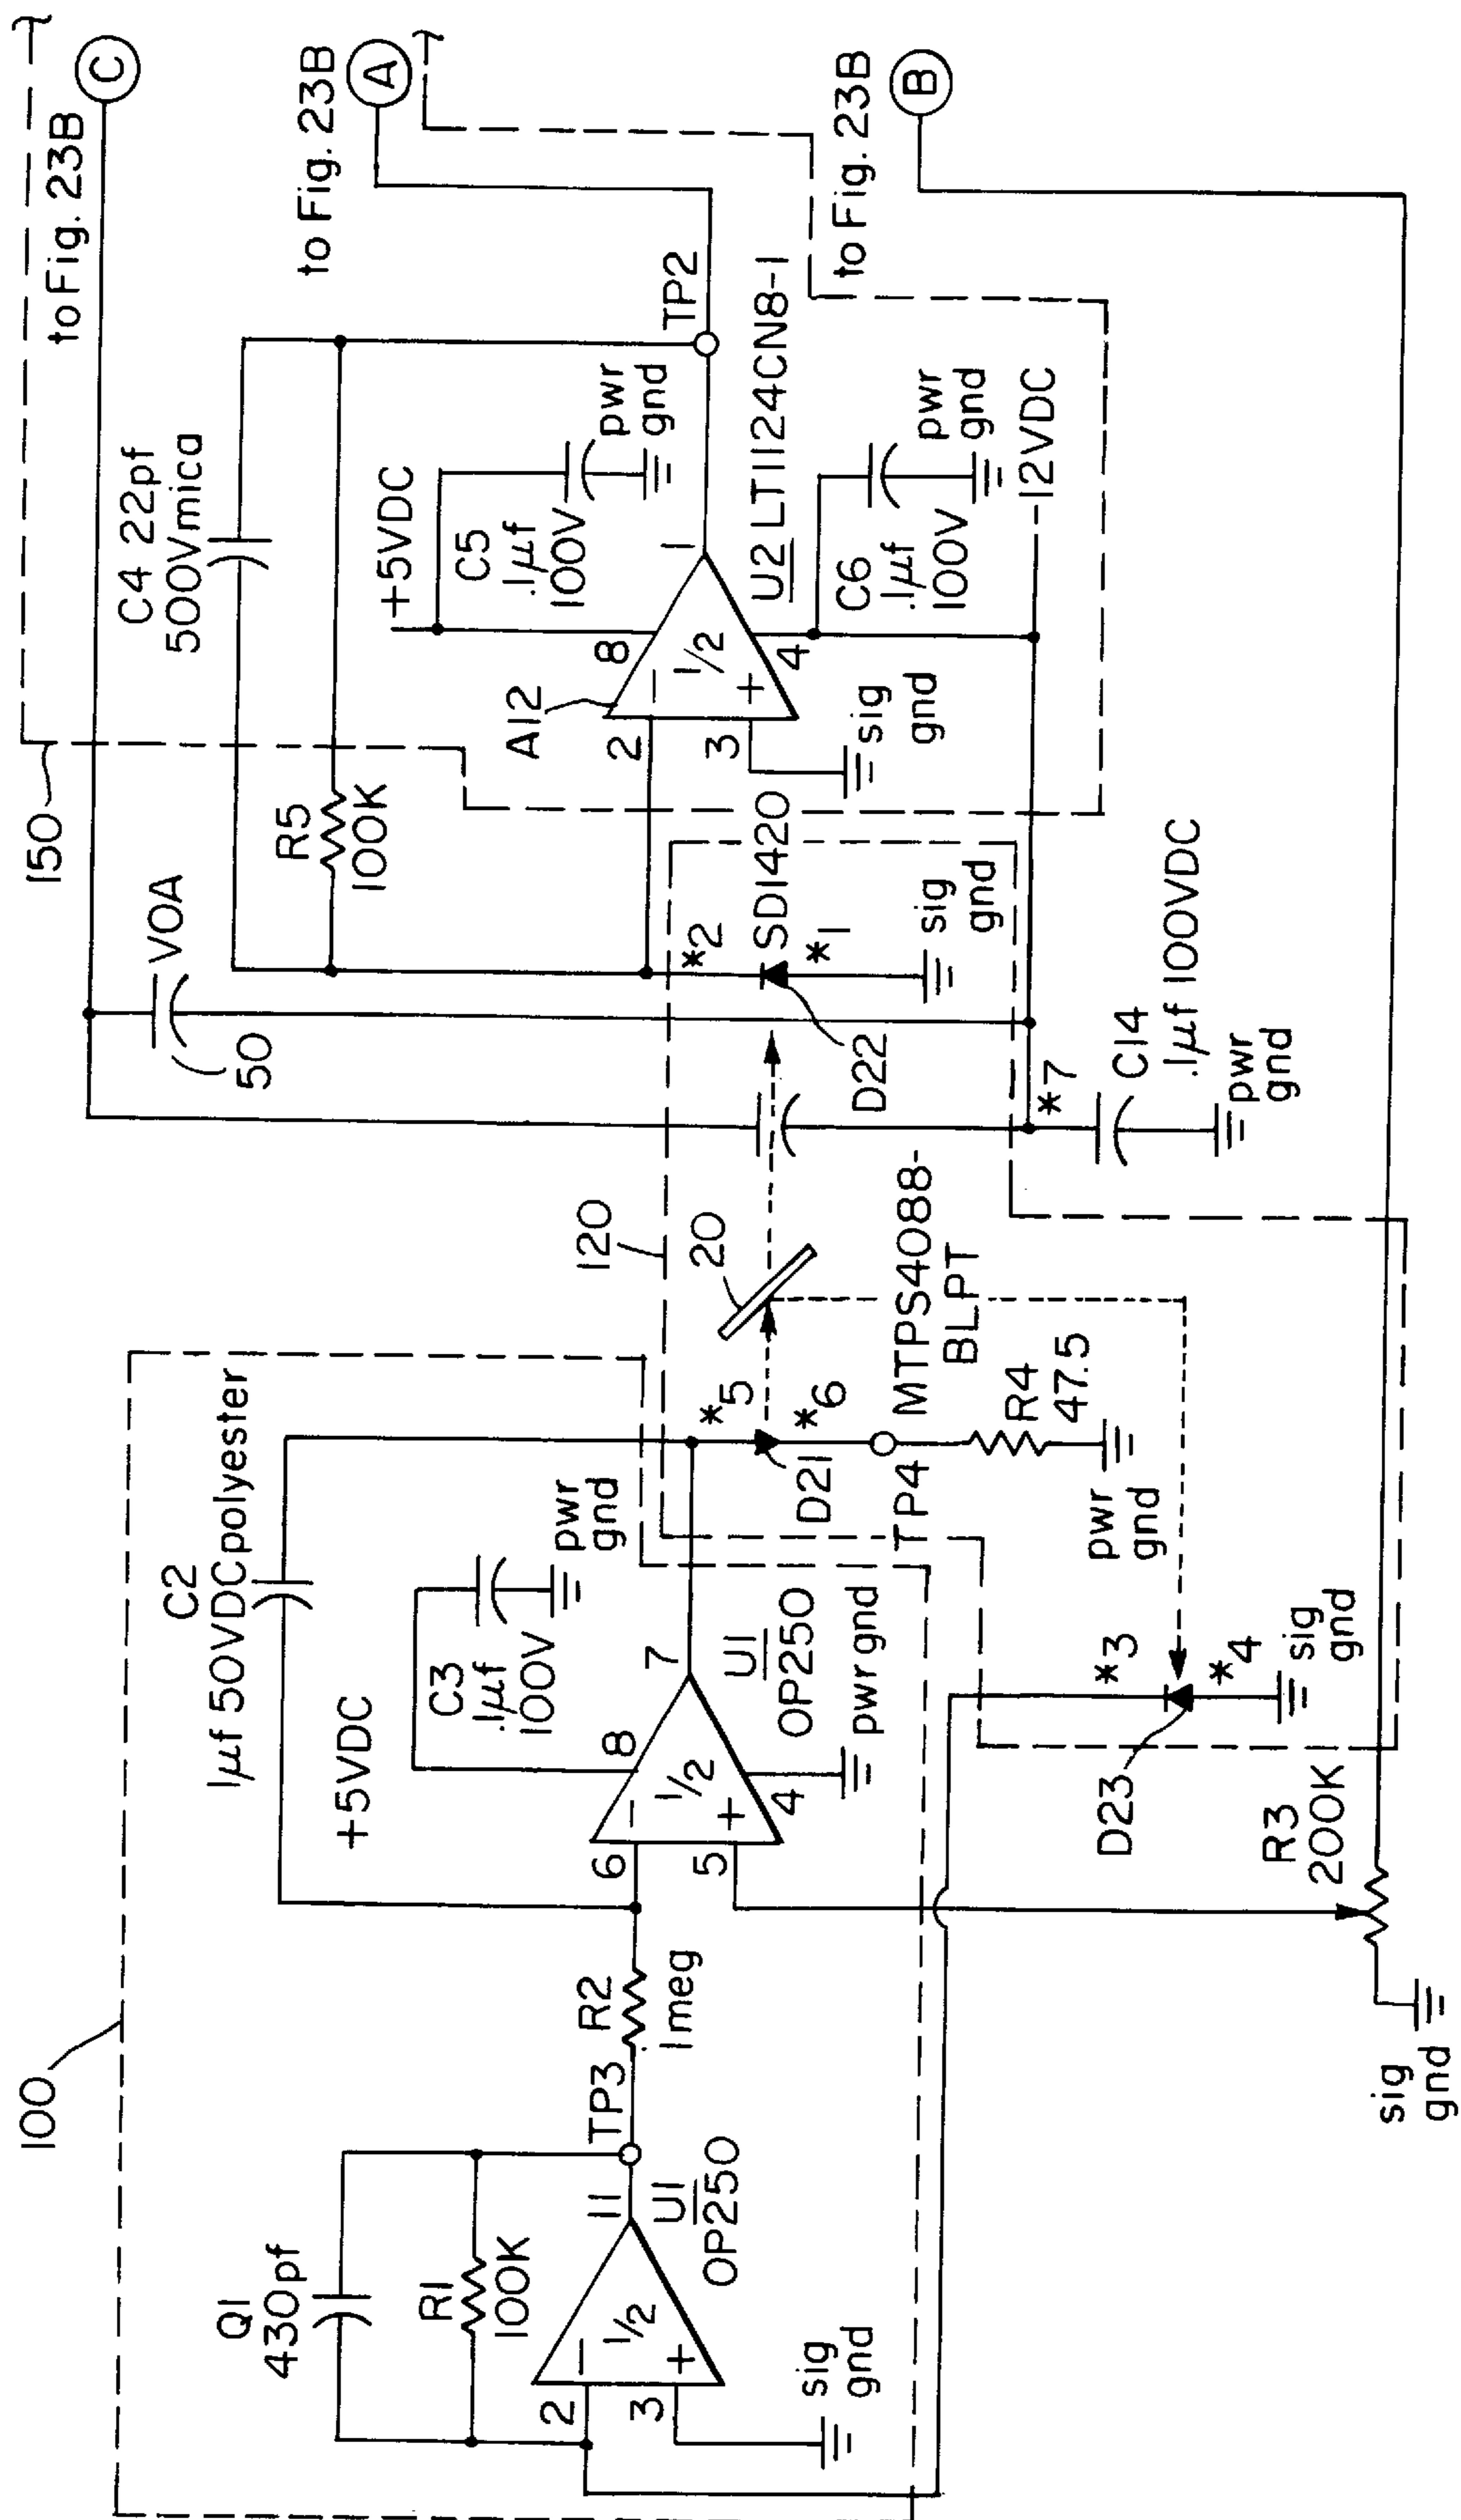 100
Q1
430pf
R1
100K
2
3
1/2
−
+
11
U1
OP250
sig
gnd
TP3
R2
1meg
C2
1µf 50VDC polyester
+5VDC
C3
.1µf
100V
pwr
gnd
6
5
8
7
4
1/2
−
+
U1
OP250
pwr gnd
*5
D21
*6
TP4
MTPS4088-
BLPT
R4
47.5
pwr
gnd
*3
D23
*4
sig
gnd
R3
200K
sig
gnd
120
20
50
VOA
D22
*2
SD1420
*1
sig
gnd
*7
C14
.1µf 100VDC
pwr
gnd
150
R5
100K
C4 22pf
500Vmica
A12
+5VDC
C5
.1µf
100V
pwr
gnd
2
3
8
4
1
1/2
−
+
sig
gnd
U2 LT1124CN8-1
C6
.1µf
100V
pwr
gnd
-12VDC
TP2
to Fig. 23B
C
to Fig. 23B
A
to Fig. 23B
B